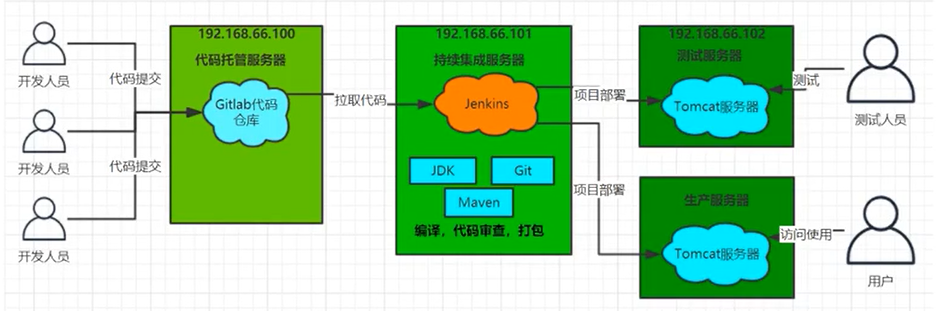 开发人员
开发人员
开发人员
代码提交
代码提交
192.168.66.100
代码托管服务器
Gitlab代码
仓库
拉取代码
192.168.66.101
持续集成服务器
Jenkins
JDK
Git
Maven
编译，代码审查，打包
项目部署
项目部署
192.168.66.102
测试服务器
Tomcat服务器
测试
测试人员
生产服务器
Tomcat服务器
访问使用
用户